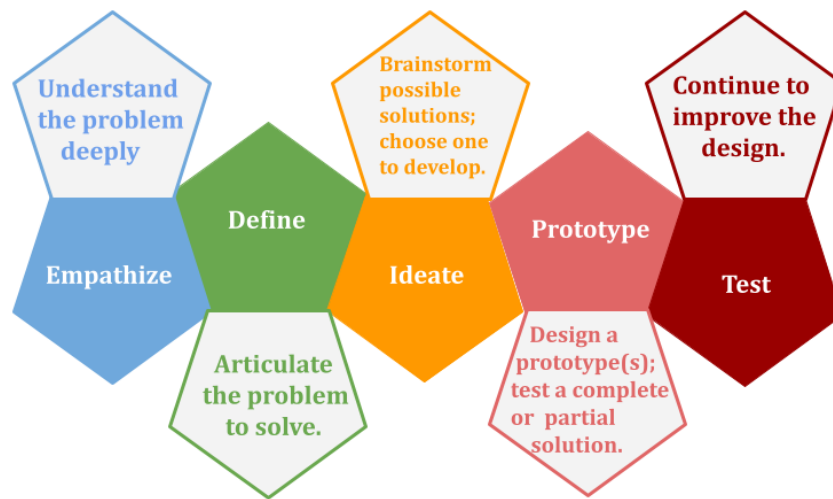 Understand
the problem
deeply
Empathize
Define
Articulate
the problem
to solve.
Brainstorm
possible
solutions;
choose one
to develop.
Ideate
Prototype
Design a
prototype(s);
test a complete
or partial
solution.
Continue to
improve the
design.
Test